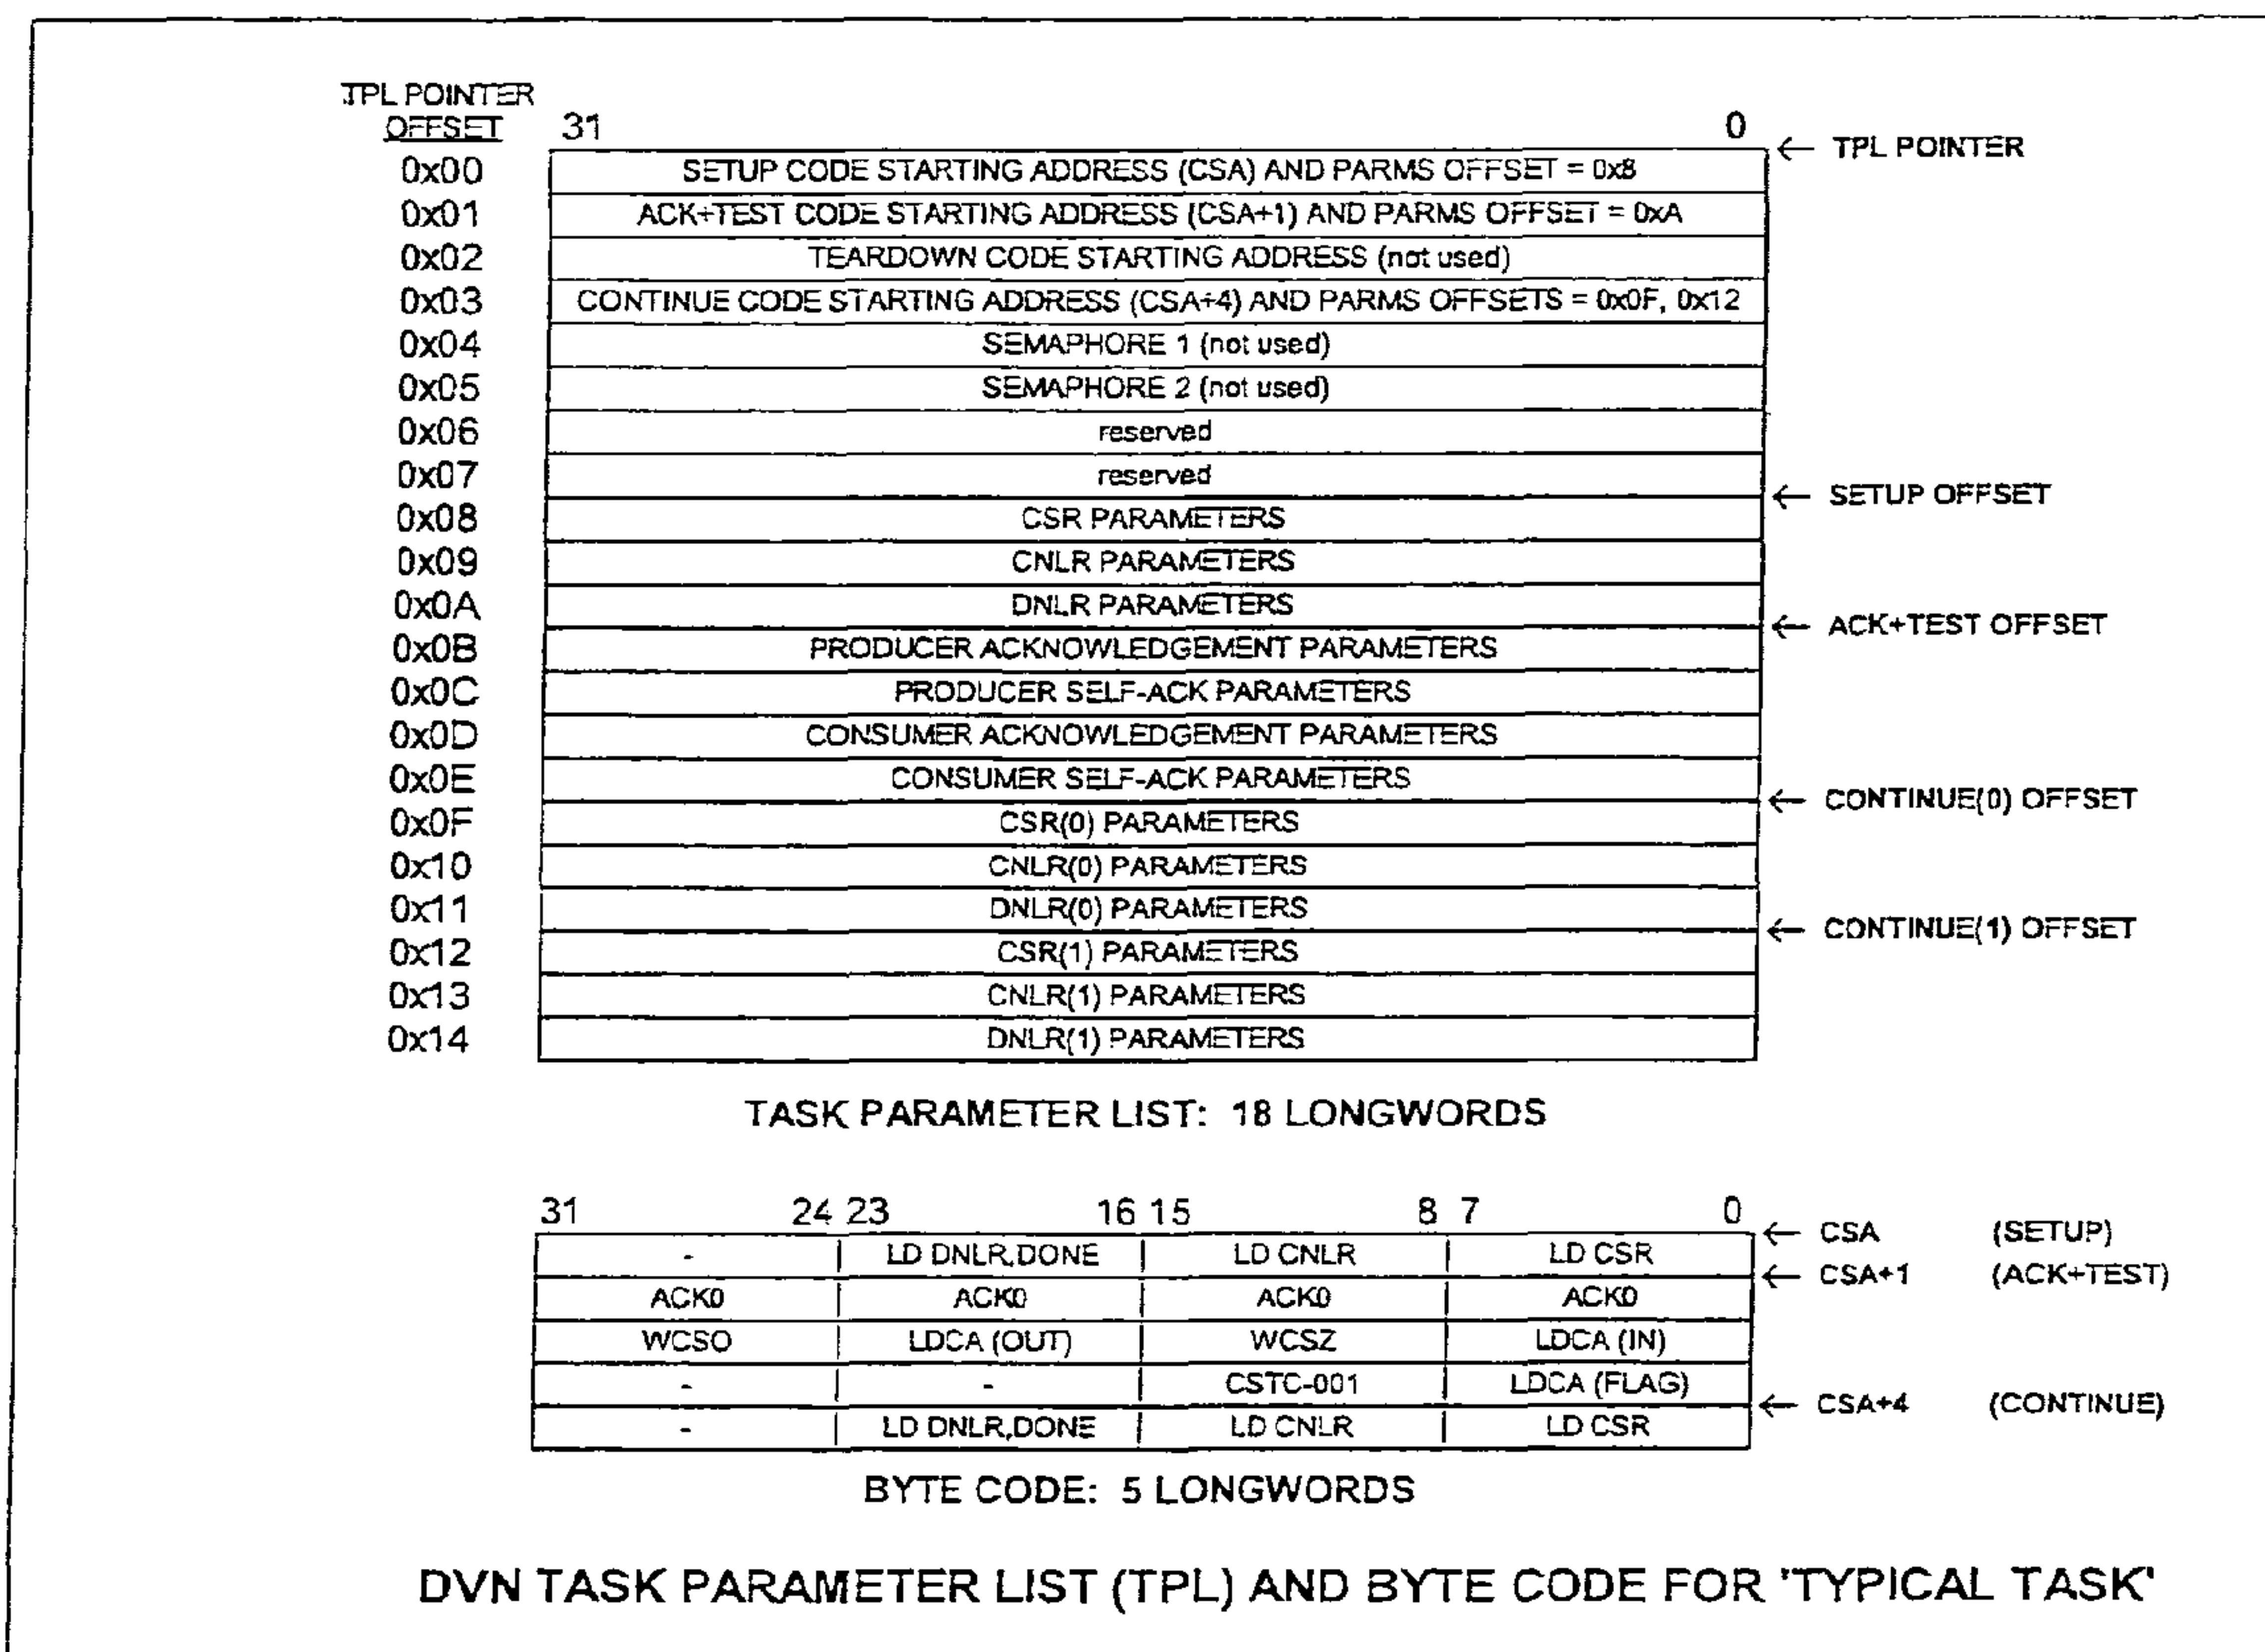 TPL POINTER
OFFSET 31 0
← TPL POINTER
0x00 SETUP CODE STARTING ADDRESS (CSA) AND PARMS OFFSET = 0x8
0x01 ACK+TEST CODE STARTING ADDRESS (CSA+1) AND PARMS OFFSET = 0xA
0x02 TEARDOWN CODE STARTING ADDRESS (not used)
0x03 CONTINUE CODE STARTING ADDRESS (CSA+4) AND PARMS OFFSETS = 0x0F, 0x12
0x04 SEMAPHORE 1 (not used)
0x05 SEMAPHORE 2 (not used)
0x06 reserved
0x07 reserved
← SETUP OFFSET
0x08 CSR PARAMETERS
0x09 CNLR PARAMETERS
0x0A DNLR PARAMETERS
← ACK+TEST OFFSET
0x0B PRODUCER ACKNOWLEDGEMENT PARAMETERS
0x0C PRODUCER SELF-ACK PARAMETERS
0x0D CONSUMER ACKNOWLEDGEMENT PARAMETERS
0x0E CONSUMER SELF-ACK PARAMETERS
← CONTINUE(0) OFFSET
0x0F CSR(0) PARAMETERS
0x10 CNLR(0) PARAMETERS
0x11 DNLR(0) PARAMETERS
← CONTINUE(1) OFFSET
0x12 CSR(1) PARAMETERS
0x13 CNLR(1) PARAMETERS
0x14 DNLR(1) PARAMETERS
TASK PARAMETER LIST: 18 LONGWORDS
31 24 23 16 15 8 7 0
← CSA (SETUP)
- LD DNLR,DONE LD CNLR LD CSR
← CSA+1 (ACK+TEST)
ACK0 ACK0 ACK0 ACK0
WCSO LDCA (OUT) WCSZ LDCA (IN)
- - CSTC-001 LDCA (FLAG)
← CSA+4 (CONTINUE)
- LD DNLR,DONE LD CNLR LD CSR
BYTE CODE: 5 LONGWORDS
DVN TASK PARAMETER LIST (TPL) AND BYTE CODE FOR 'TYPICAL TASK'